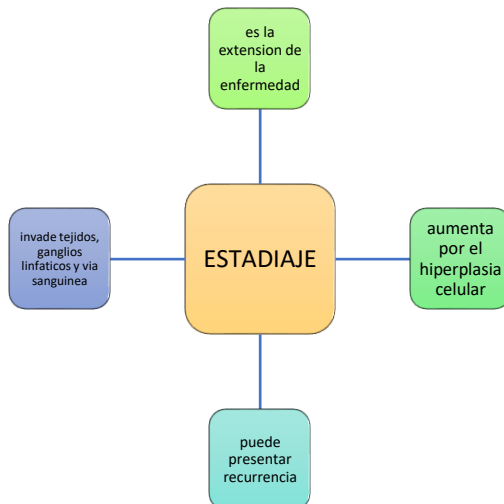 es la
extension de
la
enfermedad
invade tejidos,
ganglios
linfaticos y via
sanguinea
ESTADIAJE
aumenta
por el
hiperplasia
celular
puede
presentar
recurrencia